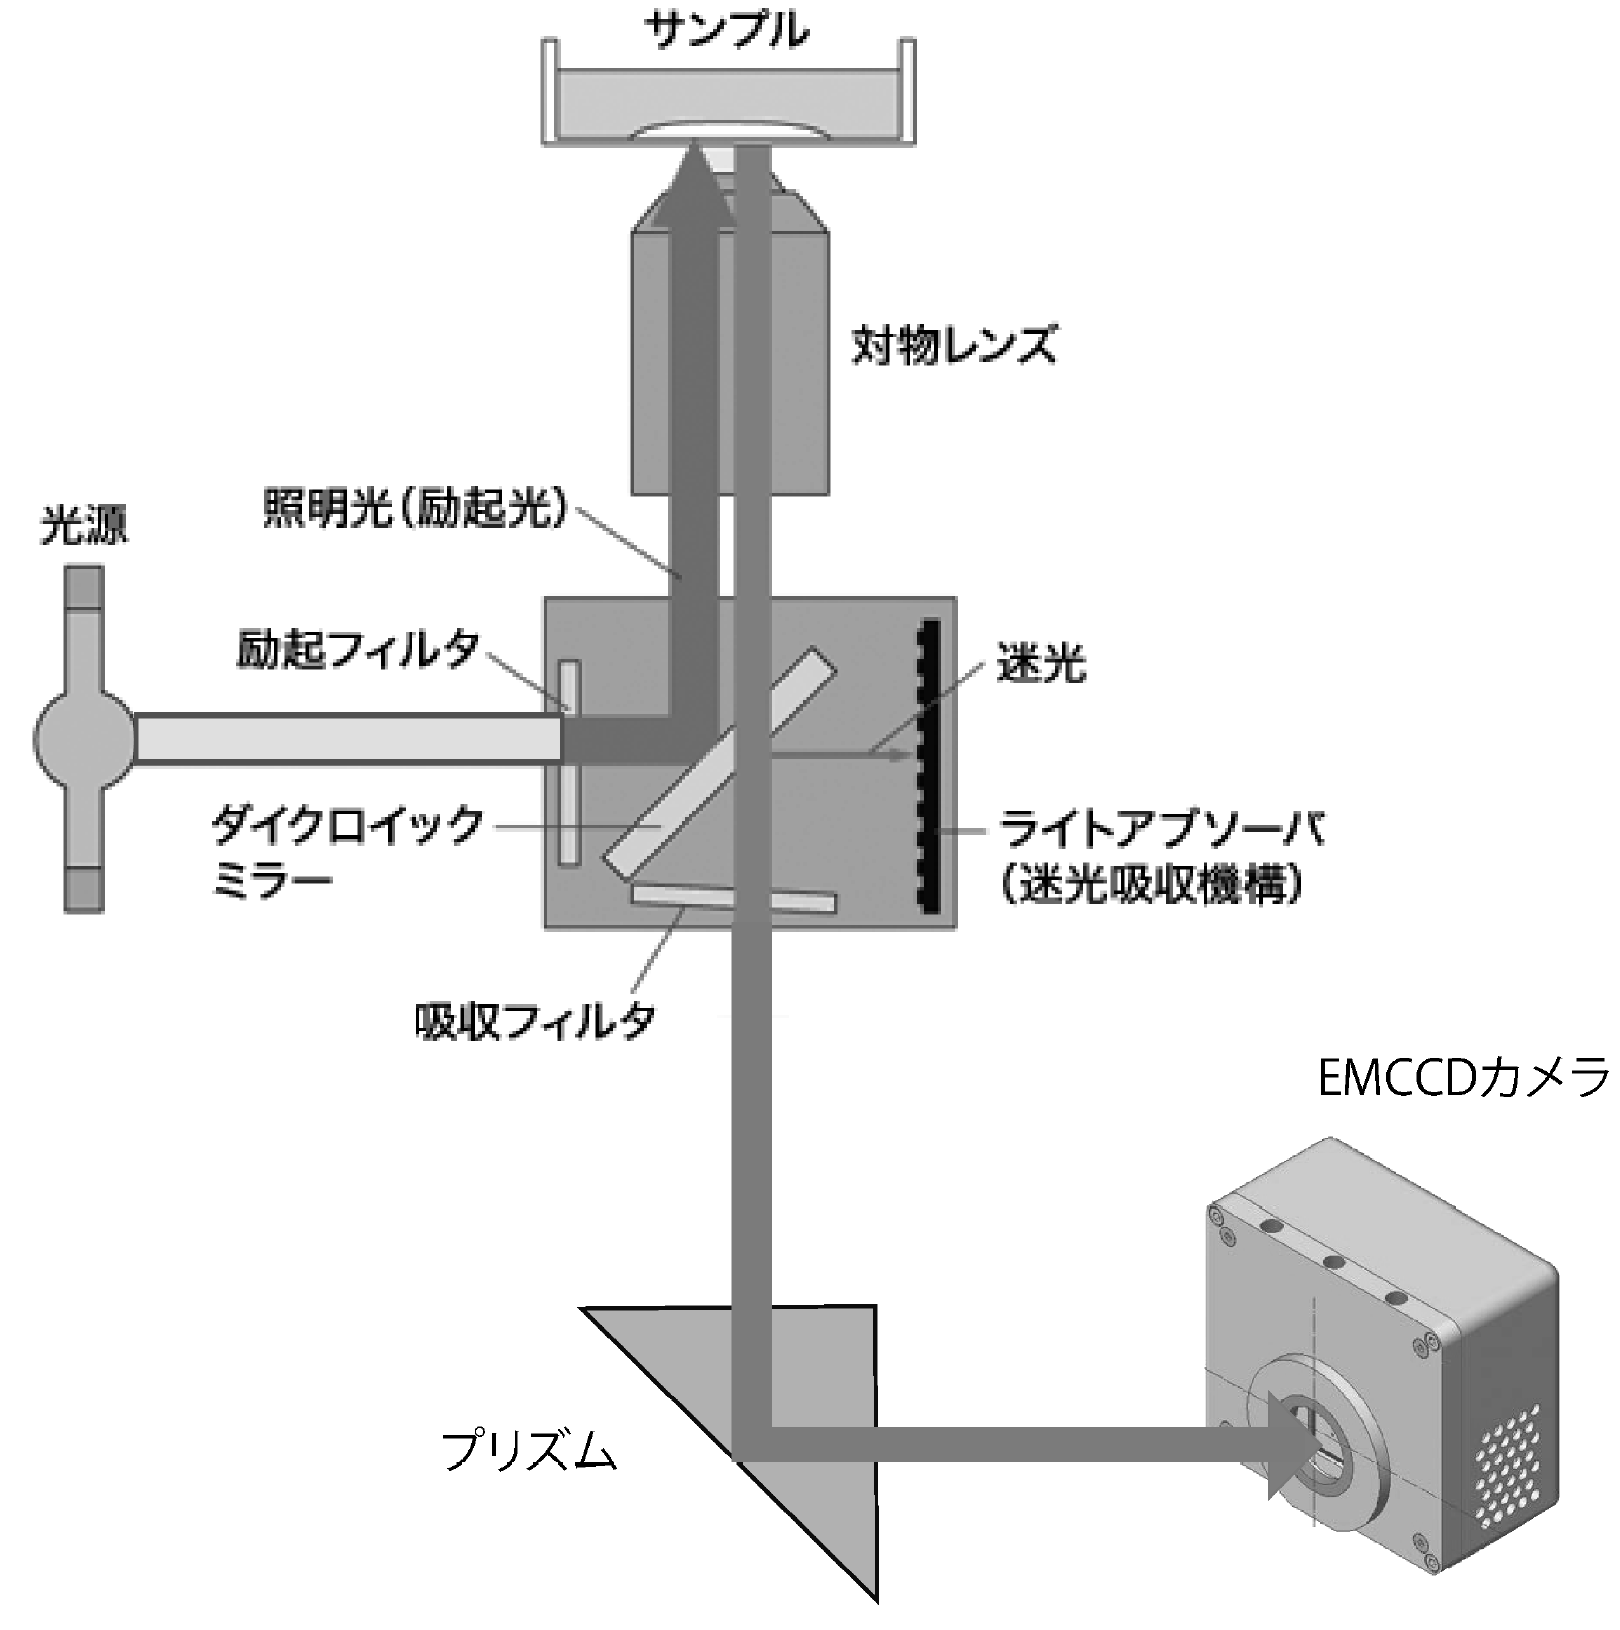 サンプル
対物レンズ
照明光(励起光)
光源
励起フィルタ
迷光
ダイクロイック
ミラー
ライトアブソーバ
(迷光吸収機構)
吸収フィルタ
EMCCDカメラ
プリズム